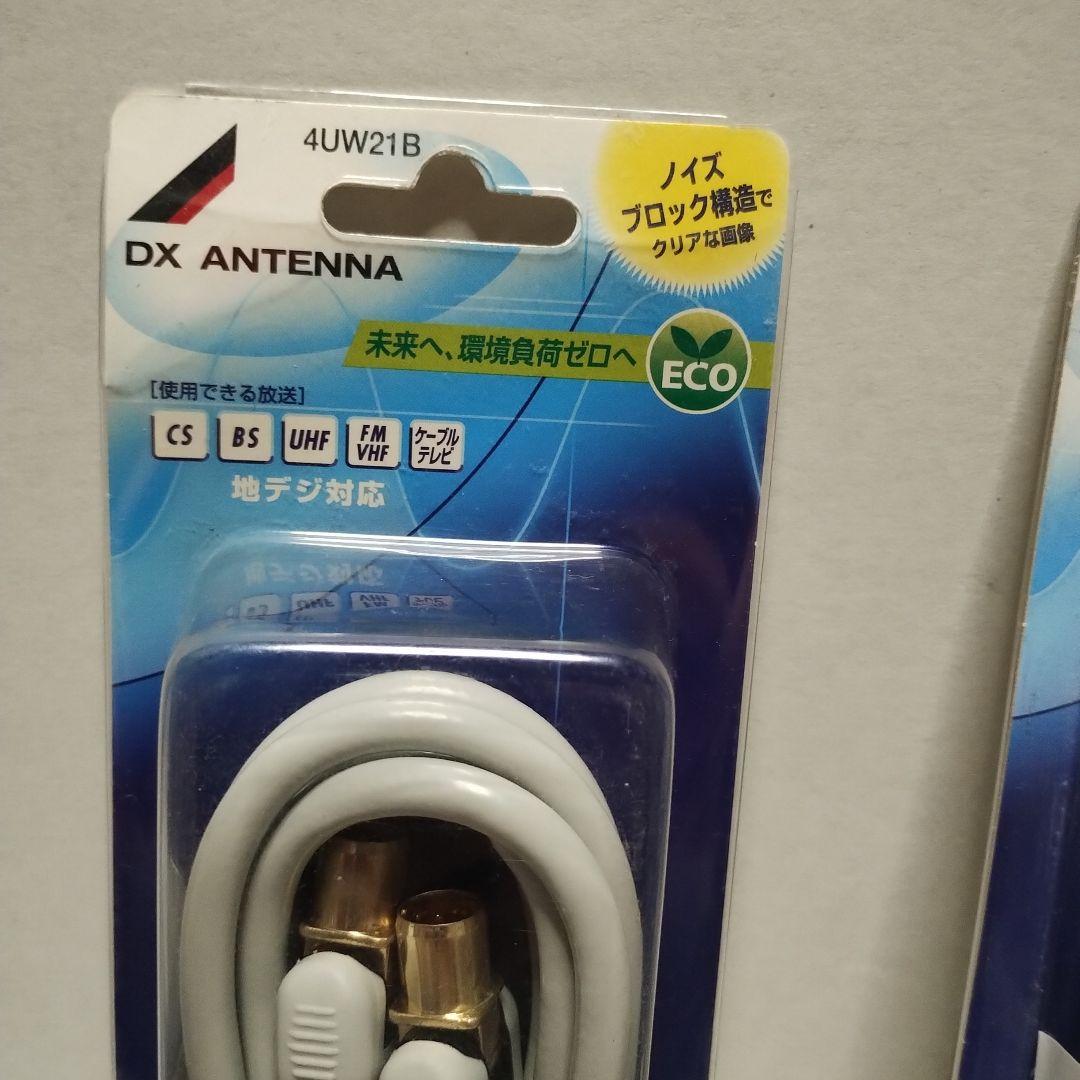 4UW21B
DX ANTENNA
ノイズ
ブロック構造で
クリアな画像
未来へ、環境負荷ゼロへ
ECO
[使用できる放送]
CS
BS
UHF
FM
VHF
ケーブル
テレビ
地デジ対応